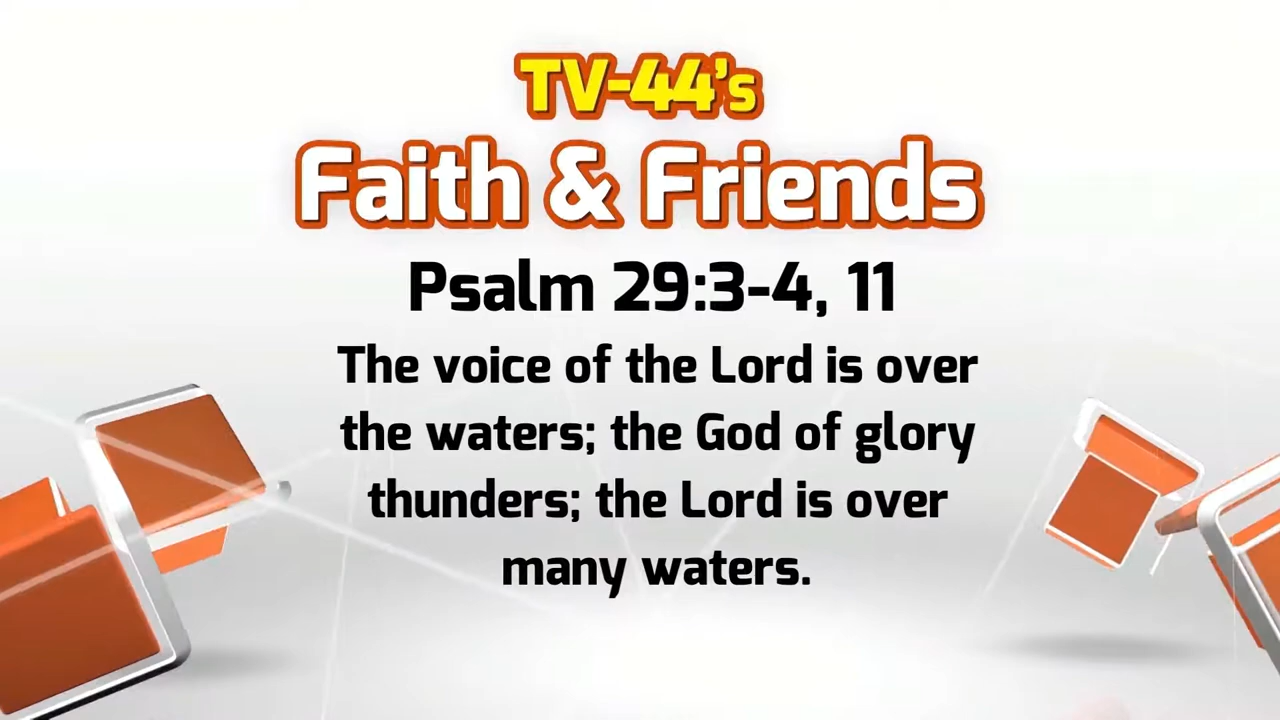 TV-44's
Faith & Friends
Psalm 29:3-4, 11
The voice of the Lord is over
the waters; the God of glory
thunders; the Lord is over
many waters.